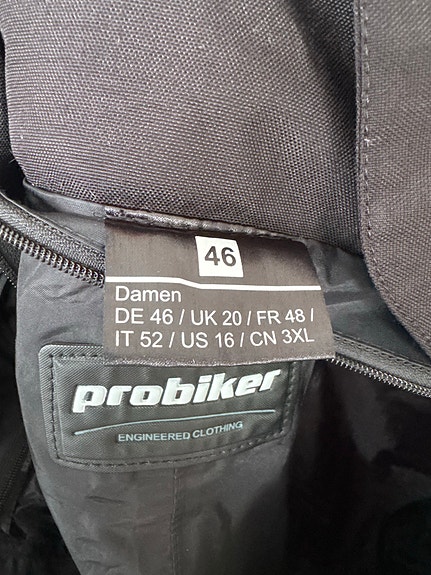 46
Damen
DE 46 / UK 20 / FR 48 /
IT 52 / US 16 / CN 3XL
probiker
ENGINEERED CLOTHING